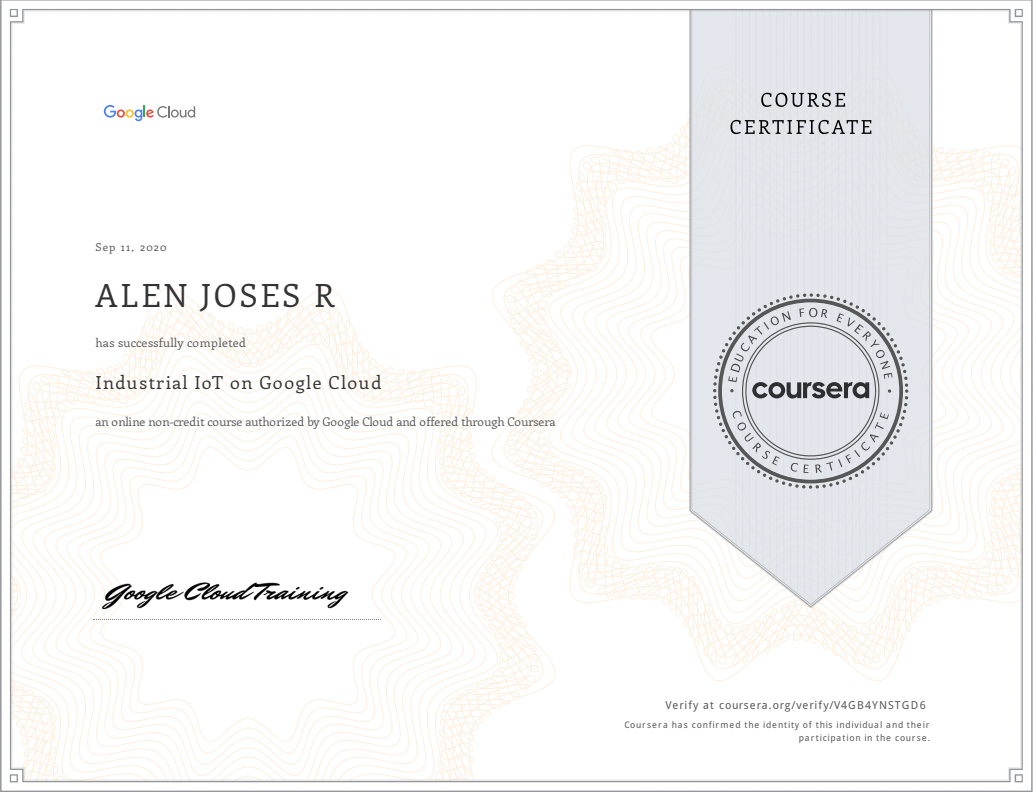 Google Cloud
COURSE
CERTIFICATE
Sep 11, 2020
ALEN JOSES R
has successfully completed
Industrial IoT on Google Cloud
an online non-credit course authorized by Google Cloud and offered through Coursera
EDUCATION FOR EVERYONE
coursera
COURSE CERTIFICATE
Google Cloud Training
Verify at coursera.org/verify/V4GB4YNSTGD6
Coursera has confirmed the identity of this individual and their
participation in the course.